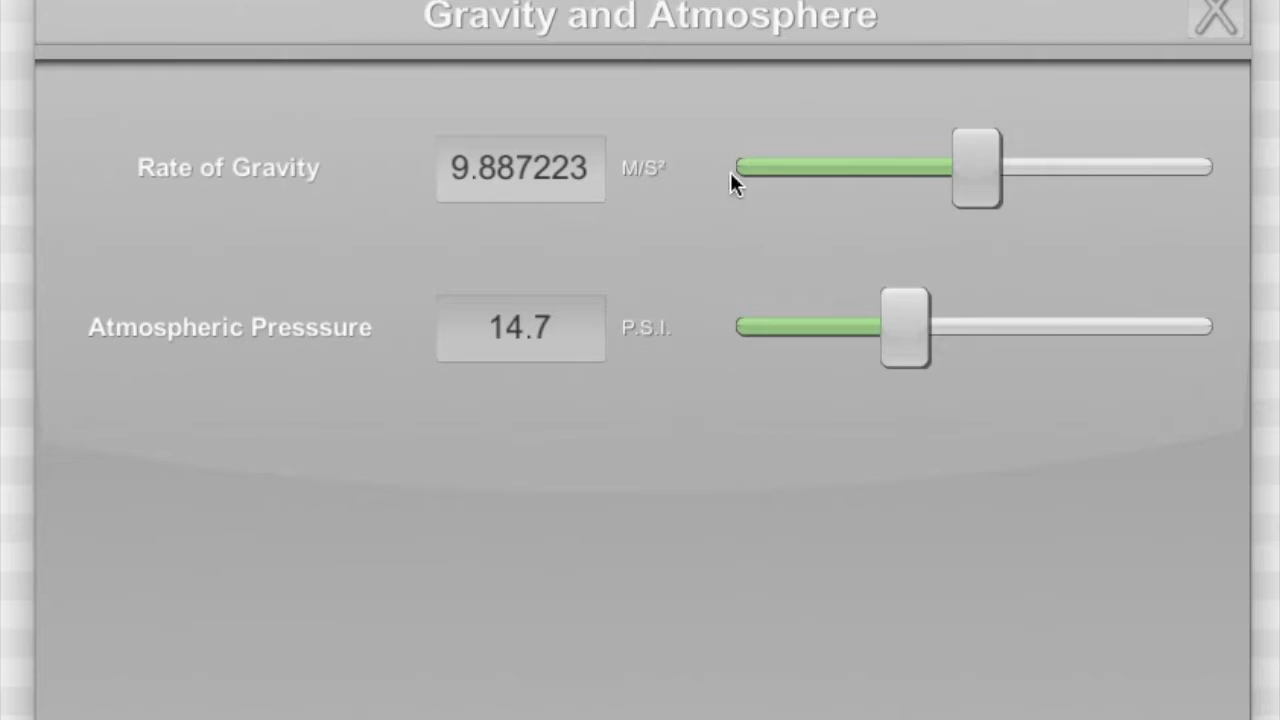 Gravity and Atmosphere
Rate of Gravity 9.887223 M/S²
Atmospheric Presssure 14.7 P.S.I.